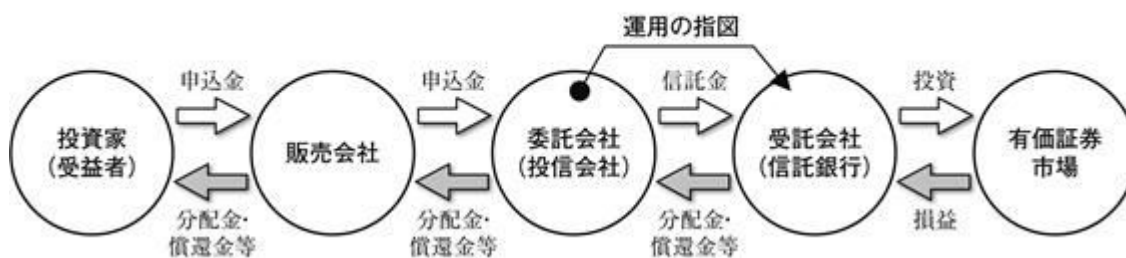 運用の指図
申込金
申込金
信託金
投資
投資家
(受益者)
販売会社
委託会社
(投信会社)
受託会社
(信託銀行)
有価証券
市場
分配金・
償還金等
分配金・
償還金等
分配金・
償還金等
損益